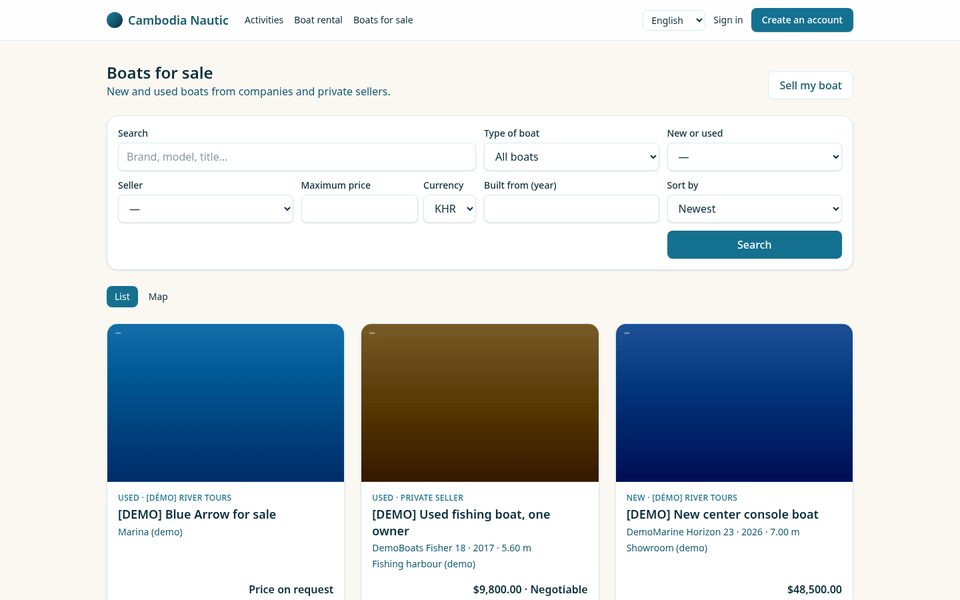 Cambodia Nautic Activities Boat rental Boats for sale English Sign in Create an account
Boats for sale
New and used boats from companies and private sellers.
Sell my boat
Search Type of boat New or used
Brand, model, title... All boats —
Seller Maximum price Currency Built from (year) Sort by
— KHR Newest
Search
List Map
USED · [DÉMO] RIVER TOURS
[DEMO] Blue Arrow for sale
Marina (demo)
Price on request
USED · PRIVATE SELLER
[DEMO] Used fishing boat, one
owner
DemoBoats Fisher 18 · 2017 · 5.60 m
Fishing harbour (demo)
$9,800.00 · Negotiable
NEW · [DÉMO] RIVER TOURS
[DEMO] New center console boat
DemoMarine Horizon 23 · 2026 · 7.00 m
Showroom (demo)
$48,500.00